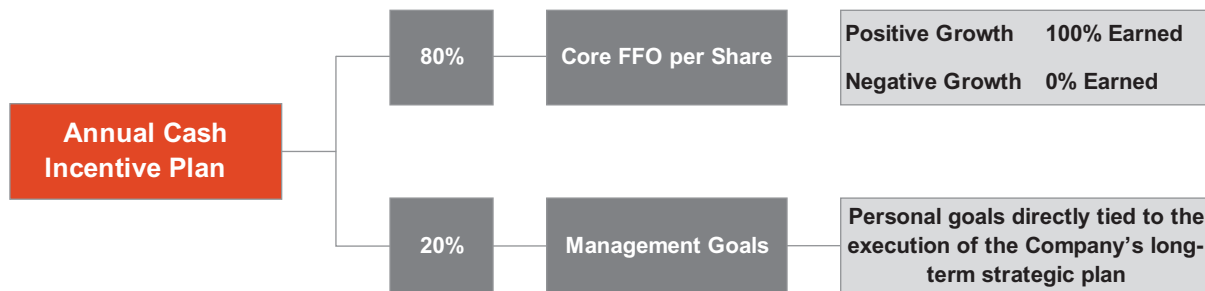 80%
Core FFO per Share
Positive Growth 100% Earned
Negative Growth 0% Earned
Annual Cash
Incentive Plan
20%
Management Goals
Personal goals directly tied to the
execution of the Company’s long-
term strategic plan